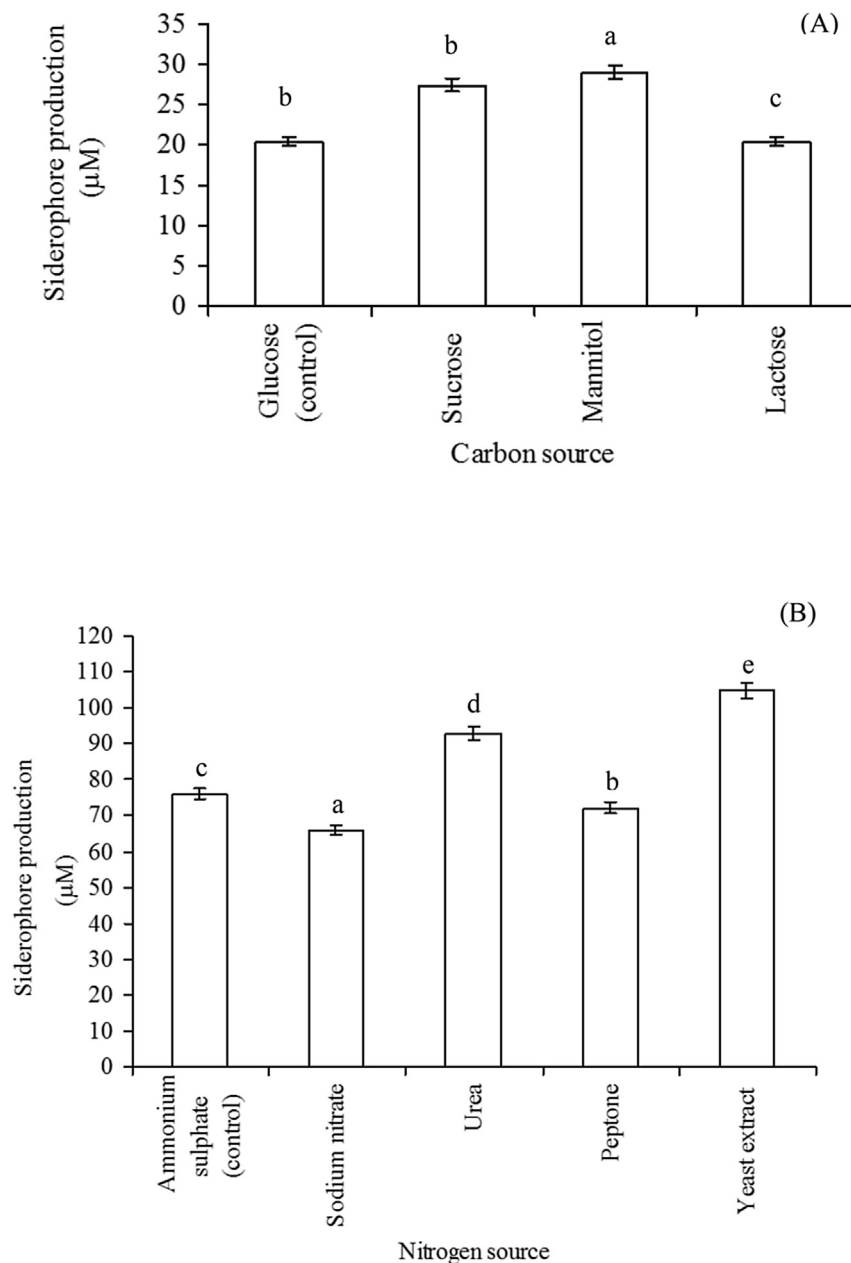 (A)
Siderophore production
(µM)
35
30
25
20
15
10
5
0
b
b
a
c
Glucose
(control)
Sucrose
Mannitol
Lactose
Carbon source
(B)
Siderophore production
(µM)
120
110
100
90
80
70
60
50
40
30
20
10
0
c
a
d
b
e
Ammonium
sulphate
(control)
Sodium nitrate
Urea
Peptone
Yeast extract
Nitrogen source